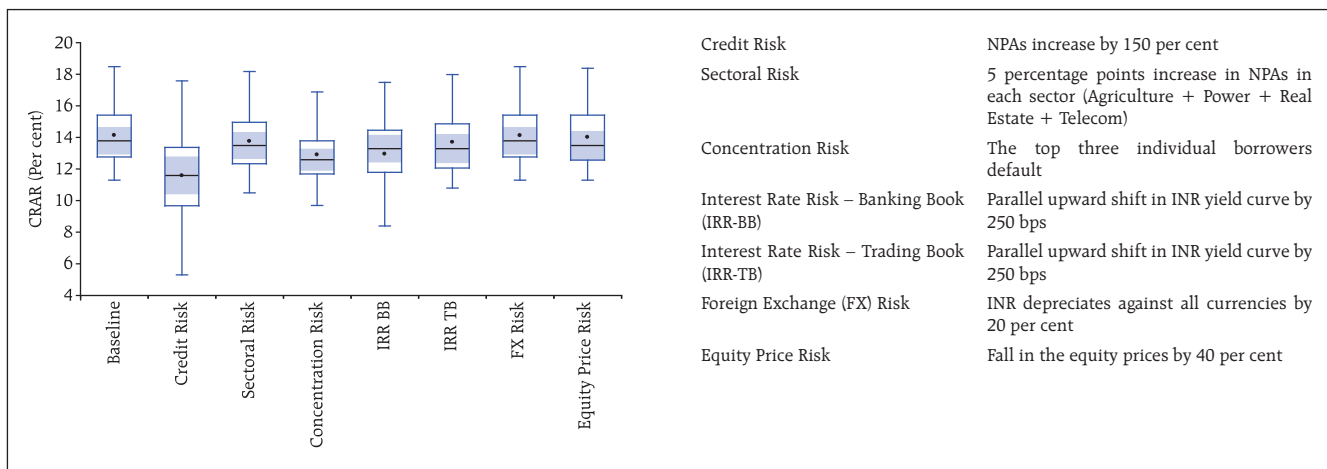 20
18
16
14
12
10
8
6
4
CRAR (Per cent)
Baseline
Credit Risk
Sectoral Risk
Concentration Risk
IRR BB
IRR TB
FX Risk
Equity Price Risk
Credit Risk NPAs increase by 150 per cent
Sectoral Risk 5 percentage points increase in NPAs in
each sector (Agriculture + Power + Real
Estate + Telecom)
Concentration Risk The top three individual borrowers
default
Interest Rate Risk – Banking Book Parallel upward shift in INR yield curve by
(IRR-BB) 250 bps
Interest Rate Risk – Trading Book Parallel upward shift in INR yield curve by
(IRR-TB) 250 bps
Foreign Exchange (FX) Risk INR depreciates against all currencies by
20 per cent
Equity Price Risk Fall in the equity prices by 40 per cent